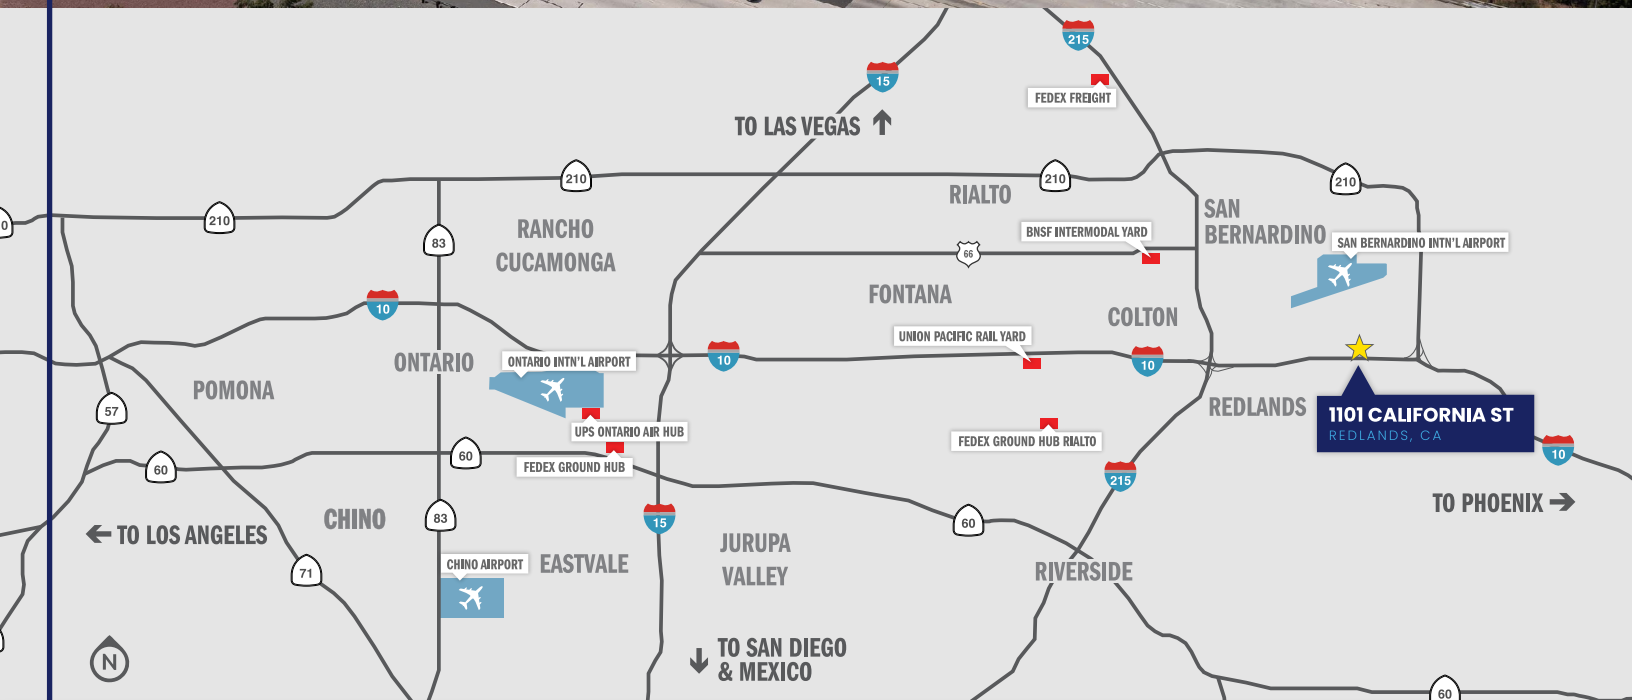 215
15
FEDEX FREIGHT
TO LAS VEGAS
210
210
210
210
0
RIALTO
SAN
BERNARDINO
RANCHO
CUCAMONGA
83
BNSF INTERMODAL YARD
SAN BERNARDINO INTN'L AIRPORT
66
FONTANA
COLTON
10
UNION PACIFIC RAIL YARD
ONTARIO
ONTARIO INTN'L AIRPORT
10
10
POMONA
57
REDLANDS
1101 CALIFORNIA ST
REDLANDS, CA
UPS ONTARIO AIR HUB
FEDEX GROUND HUB RIALTO
60
60
FEDEX GROUND HUB
10
215
TO PHOENIX
TO LOS ANGELES
CHINO
83
15
60
JURUPA
VALLEY
CHINO AIRPORT
EASTVALE
71
RIVERSIDE
N
TO SAN DIEGO
& MEXICO
60